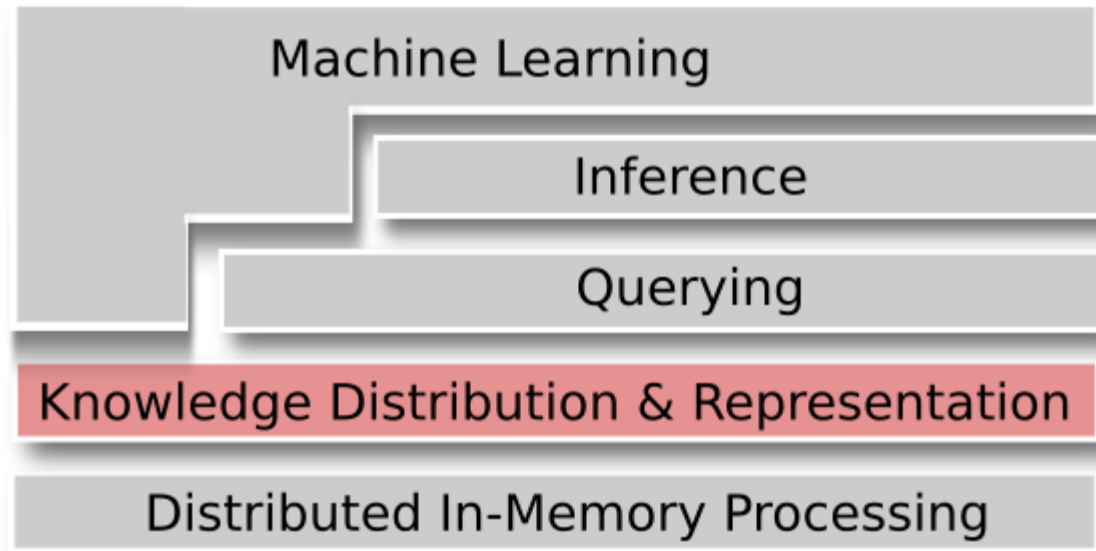 Machine Learning
Inference
Querying
Knowledge Distribution & Representation
Distributed In-Memory Processing